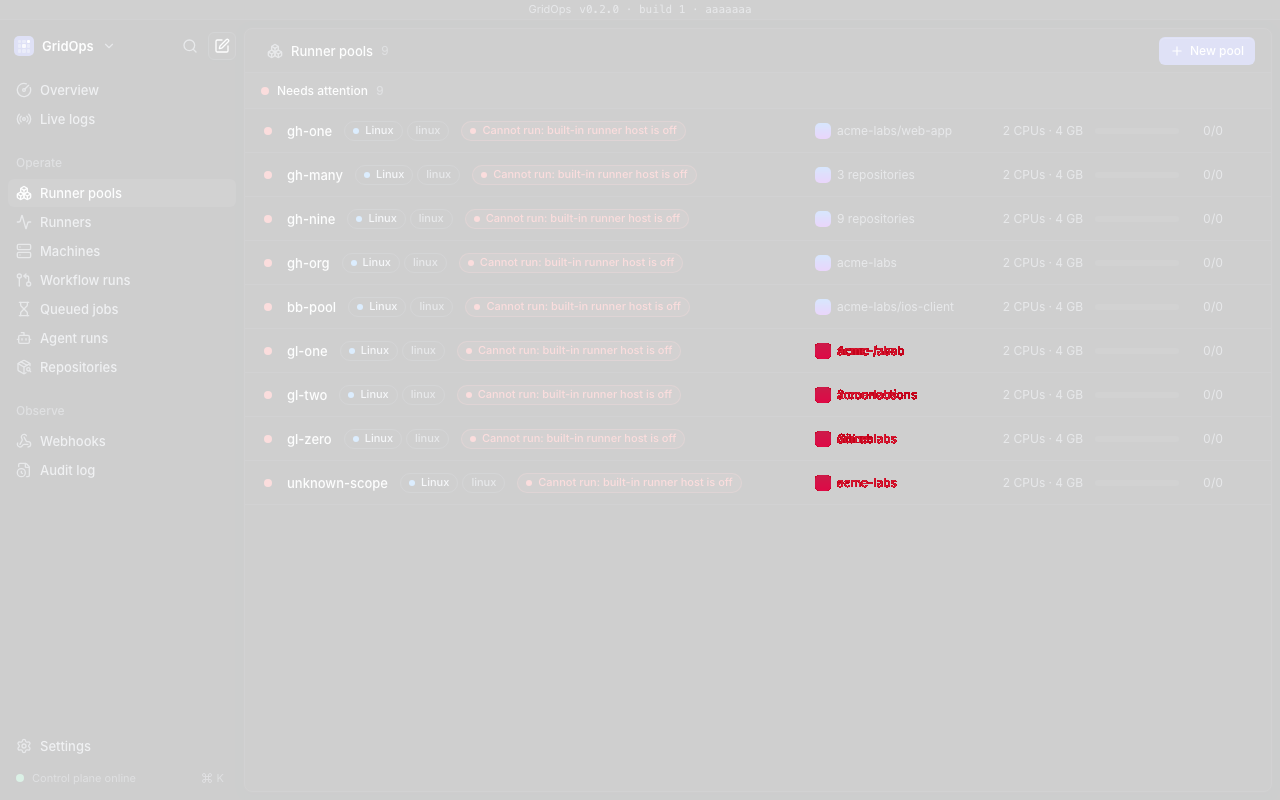 GridOps v0.2.0 · build 1 · aaaaaaa
GridOps
Overview
Live logs
Operate
Runner pools
Runners
Machines
Workflow runs
Queued jobs
Agent runs
Repositories
Observe
Webhooks
Audit log
Settings
Control plane online ⌘ K
Runner pools 9
New pool
Needs attention 9
gh-one Linux linux Cannot run: built-in runner host is off acme-labs/web-app 2 CPUs · 4 GB 0/0
gh-many Linux linux Cannot run: built-in runner host is off 3 repositories 2 CPUs · 4 GB 0/0
gh-nine Linux linux Cannot run: built-in runner host is off 9 repositories 2 CPUs · 4 GB 0/0
gh-org Linux linux Cannot run: built-in runner host is off acme-labs 2 CPUs · 4 GB 0/0
bb-pool Linux linux Cannot run: built-in runner host is off acme-labs/ios-client 2 CPUs · 4 GB 0/0
gl-one Linux linux Cannot run: built-in runner host is off 2 CPUs · 4 GB 0/0
gl-two Linux linux Cannot run: built-in runner host is off 2 CPUs · 4 GB 0/0
gl-zero Linux linux Cannot run: built-in runner host is off 2 CPUs · 4 GB 0/0
unknown-scope Linux linux Cannot run: built-in runner host is off 2 CPUs · 4 GB 0/0